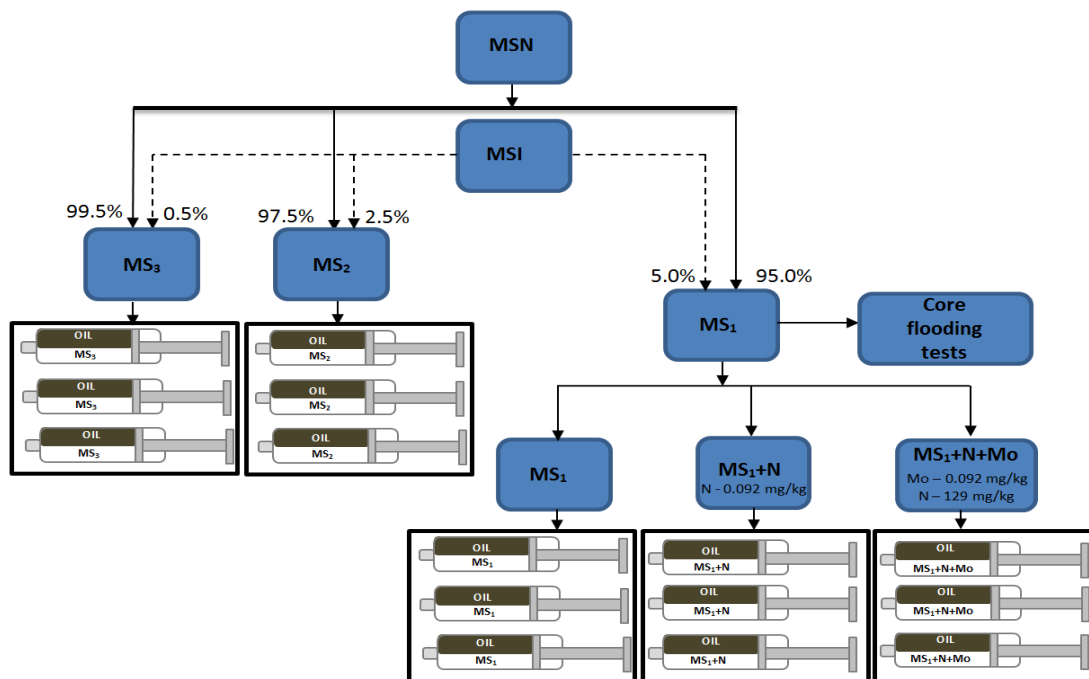 MSN
MSI
99.5%
0.5%
97.5%
2.5%
MS₃
MS₂
5.0%
95.0%
MS₁
Core
flooding
tests
OIL
MS₃
OIL
MS₃
OIL
MS₃
OIL
MS₂
OIL
MS₂
OIL
MS₂
MS₁
MS₁+N
N - 0.092 mg/kg
MS₁+N+Mo
Mo – 0.092 mg/kg
N – 129 mg/kg
OIL
MS₁
OIL
MS₁
OIL
MS₁
OIL
MS₁+N
OIL
MS₁+N
OIL
MS₁+N
OIL
MS₁+N+Mo
OIL
MS₁+N+Mo
OIL
MS₁+N+Mo